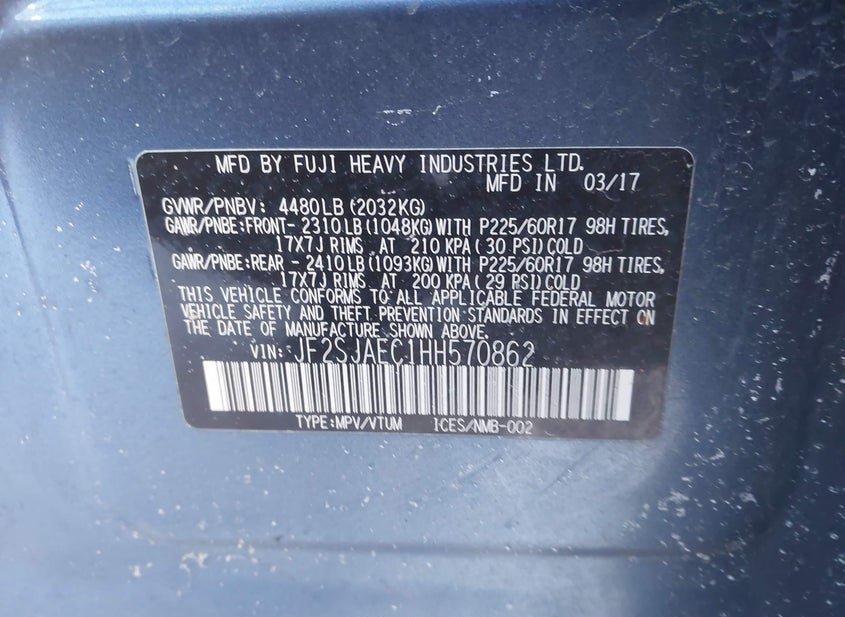 MFD BY FUJI HEAVY INDUSTRIES LTD.
MFD IN 03/17
GVWR/PNBV: 4480LB(2032KG)
GAWR/PNBE:FRONT- 2310LB(1048KG)WITH P225/60R17 98H TIRES,
17X7J RIMS AT 210 KPA(30 PSI)COLD
GAWR/PNBE:REAR - 2410LB(1093KG)WITH P225/60R17 98H TIRES,
17X7J RIMS AT 200 KPA(29 PSI)COLD
THIS VEHICLE CONFORMS TO ALL APPLICABLE FEDERAL MOTOR
VEHICLE SAFETY AND THEFT PREVENTION STANDARDS IN EFFECT ON
THE DATE OF MANUFACTURE SHOWN ABOVE.
VIN: JF2SJAEC1HH570862
TYPE:MPV/VTUM ICES/NMB-002